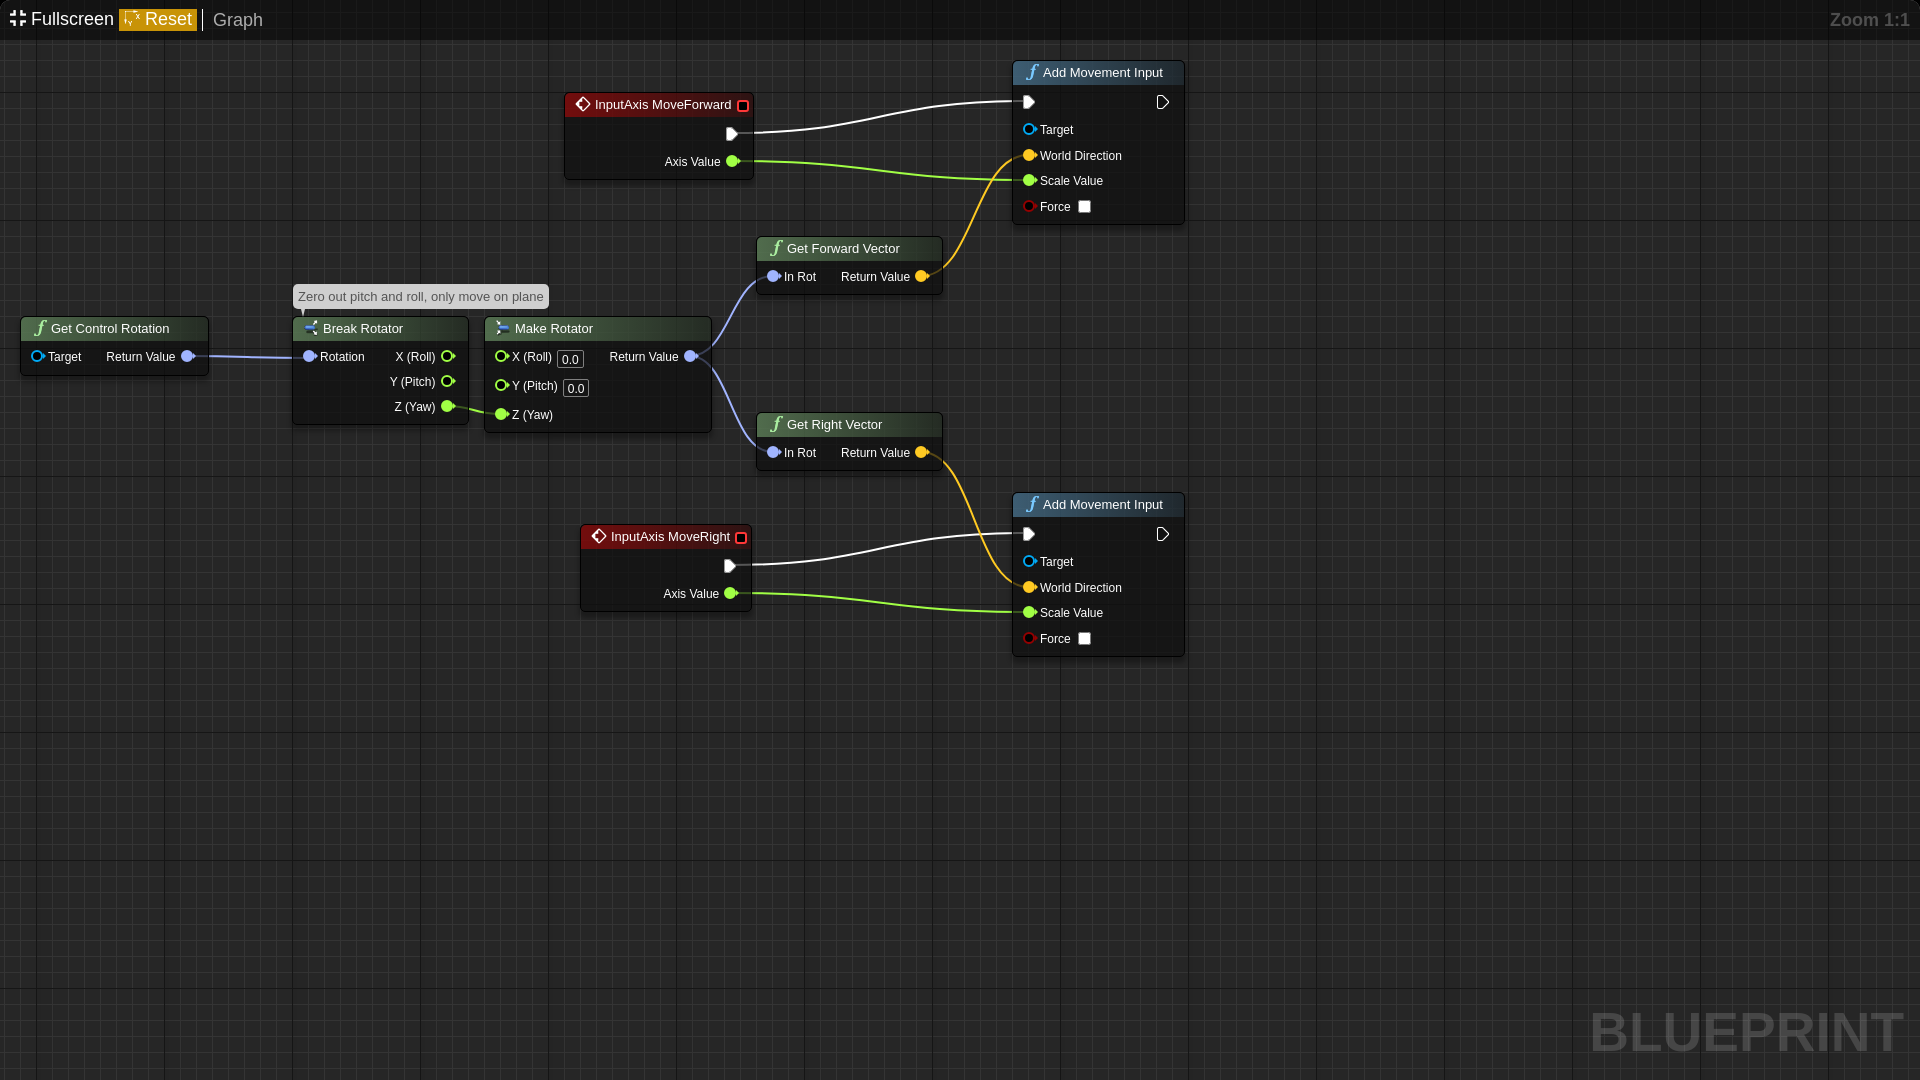 Fullscreen Reset Graph
Zoom 1:1
InputAxis MoveForward
Axis Value
Add Movement Input
Target
World Direction
Scale Value
Force
Get Forward Vector
In Rot Return Value
Zero out pitch and roll, only move on plane
Get Control Rotation
Target Return Value
Break Rotator
Rotation X (Roll)
Y (Pitch)
Z (Yaw)
Make Rotator
X (Roll) 0.0 Return Value
Y (Pitch) 0.0
Z (Yaw)
Get Right Vector
In Rot Return Value
InputAxis MoveRight
Axis Value
Add Movement Input
Target
World Direction
Scale Value
Force
BLUEPRINT